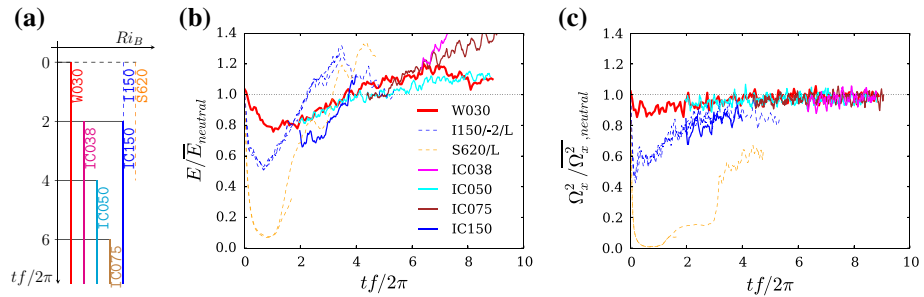 (a)
Ri_B
0
2
4
6
tf/2π
W030
IC038
IC050
IC075
I150
IC150
S620
(b)
1.4
1.2
1.0
0.8
0.6
0.4
0.2
0.0
0 2 4 6 8 10
tf/2π
E/\overline{E}_{neutral}
W030
I150/-2/L
S620/L
IC038
IC050
IC075
IC150
(c)
1.4
1.2
1.0
0.8
0.6
0.4
0.2
0.0
0 2 4 6 8 10
tf/2π
Ω_x^2/\overline{Ω_x^2}_{,neutral}